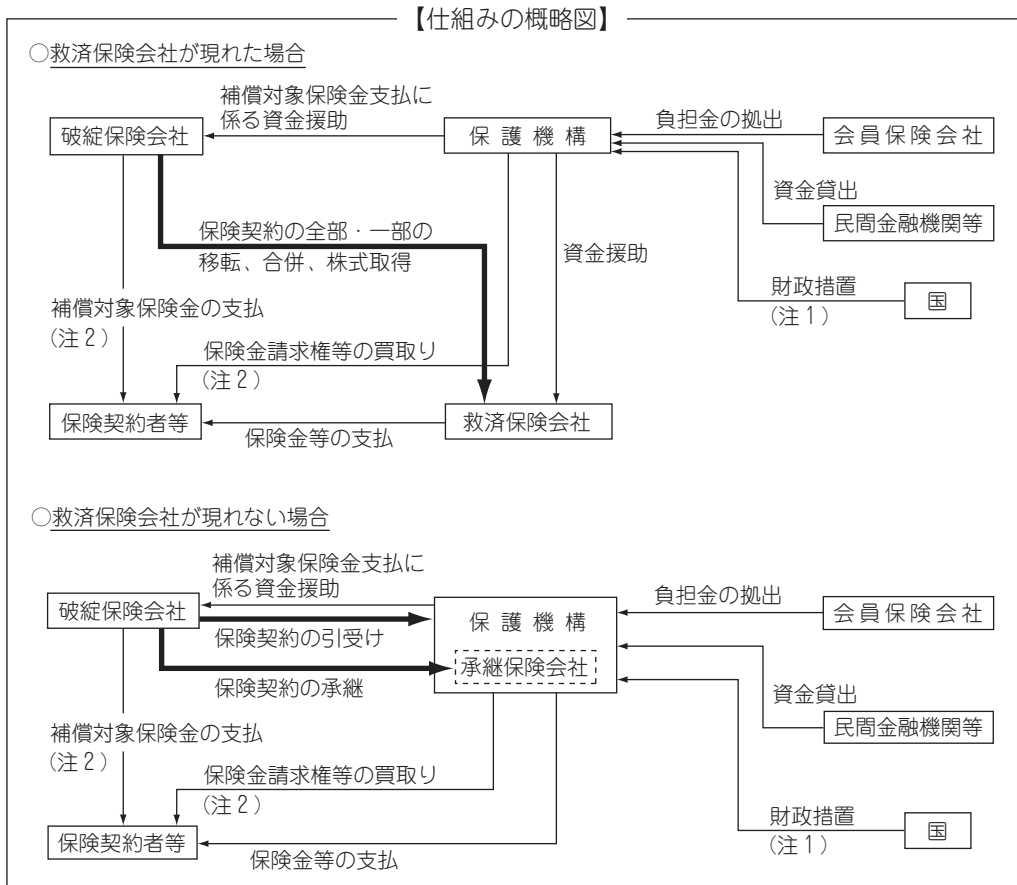 【仕組みの概略図】
○救済保険会社が現れた場合
補償対象保険金支払に
係る資金援助
破綻保険会社
保護機構
負担金の拠出
会員保険会社
資金貸出
民間金融機関等
保険契約の全部・一部の
移転、合併、株式取得
資金援助
財政措置
(注1)
国
補償対象保険金の支払
(注2)
保険金請求権等の買取り
(注2)
保険契約者等
保険金等の支払
救済保険会社
○救済保険会社が現れない場合
補償対象保険金支払に
係る資金援助
破綻保険会社
保険契約の引受け
保護機構
負担金の拠出
会員保険会社
承継保険会社
保険契約の承継
資金貸出
民間金融機関等
補償対象保険金の支払
(注2)
保険金請求権等の買取り
(注2)
財政措置
(注1)
国
保険契約者等
保険金等の支払